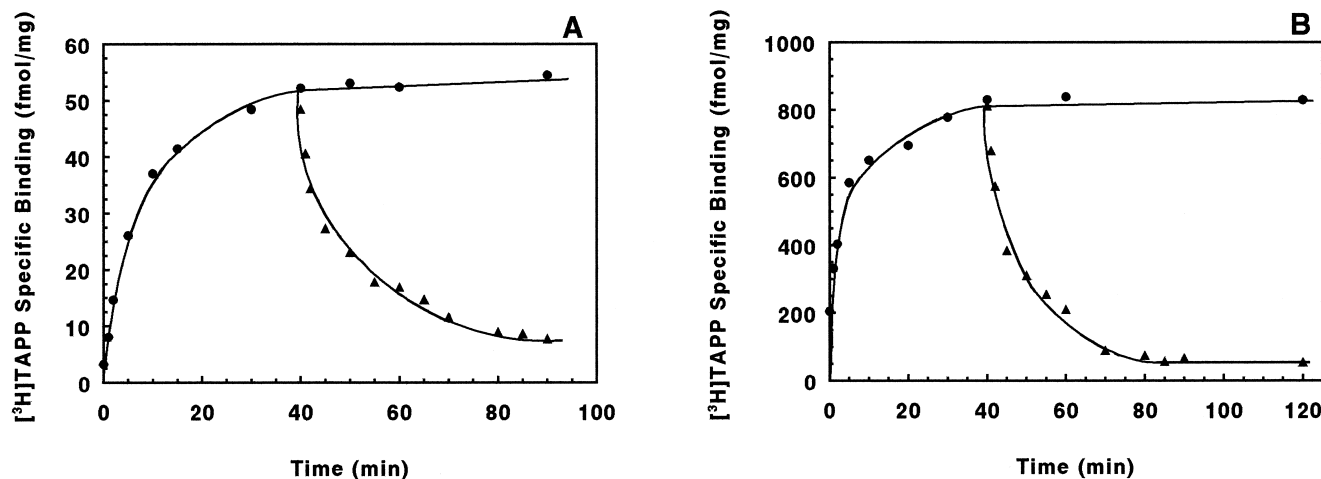 A
[³H]TAPP Specific Binding (fmol/mg)
60
50
40
30
20
10
0
0 20 40 60 80 100
Time (min)
B
[³H]TAPP Specific Binding (fmol/mg)
1000
800
600
400
200
0
0 20 40 60 80 100 120
Time (min)